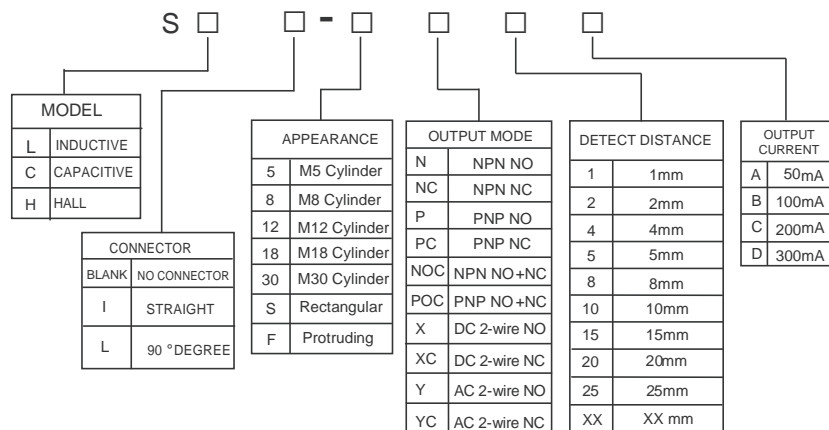 S □ □ - □ □ □ □
MODEL
L INDUCTIVE
C CAPACITIVE
H HALL
CONNECTOR
BLANK NO CONNECTOR
I STRAIGHT
L 90 °DEGREE
APPEARANCE
5 M5 Cylinder
8 M8 Cylinder
12 M12 Cylinder
18 M18 Cylinder
30 M30 Cylinder
S Rectangular
F Protruding
OUTPUT MODE
N NPN NO
NC NPN NC
P PNP NO
PC PNP NC
NOC NPN NO+NC
POC PNP NO+NC
X DC 2-wire NO
XC DC 2-wire NC
Y AC 2-wire NO
YC AC 2-wire NC
DETECT DISTANCE
1 1mm
2 2mm
4 4mm
5 5mm
8 8mm
10 10mm
15 15mm
20 20mm
25 25mm
XX XX mm
OUTPUT
CURRENT
A 50mA
B 100mA
C 200mA
D 300mA